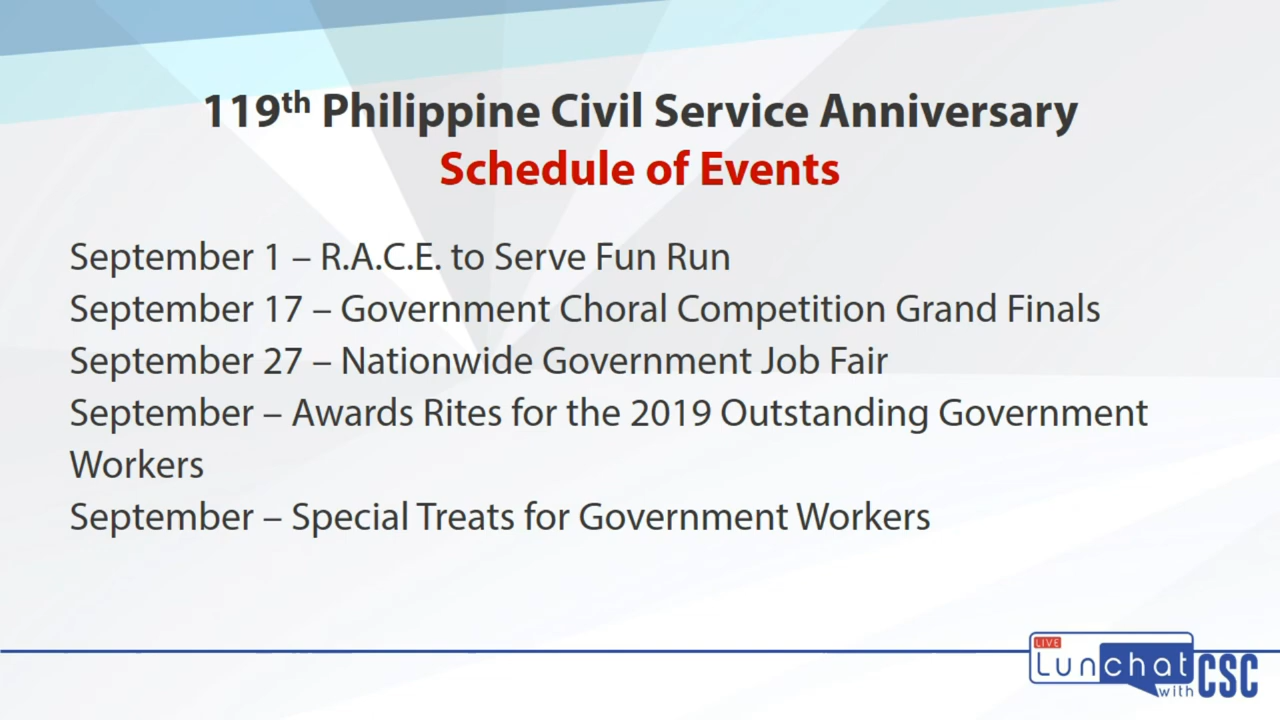 119th Philippine Civil Service Anniversary
Schedule of Events
September 1 – R.A.C.E. to Serve Fun Run
September 17 – Government Choral Competition Grand Finals
September 27 – Nationwide Government Job Fair
September – Awards Rites for the 2019 Outstanding Government
Workers
September – Special Treats for Government Workers
LIVE
Lunchat
with CSC